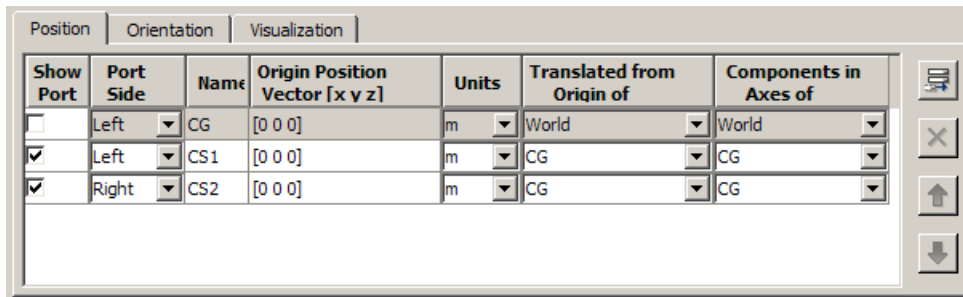 Position Orientation Visualization
Show Port Port Side Name Origin Position Vector [x y z] Units Translated from Origin of Components in Axes of
Left CG [0 0 0] m World World
Left CS1 [0 0 0] m CG CG
Right CS2 [0 0 0] m CG CG